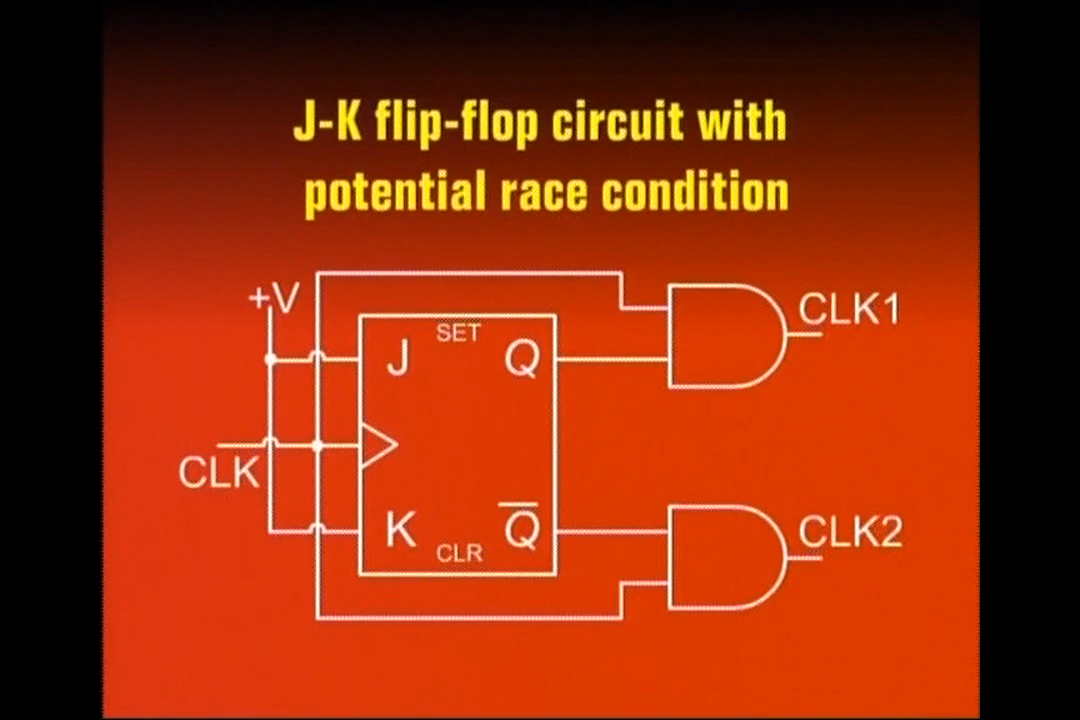 J-K flip-flop circuit with
potential race condition
+V
CLK1
SET
J
Q
CLK
K
Q̅
CLR
CLK2